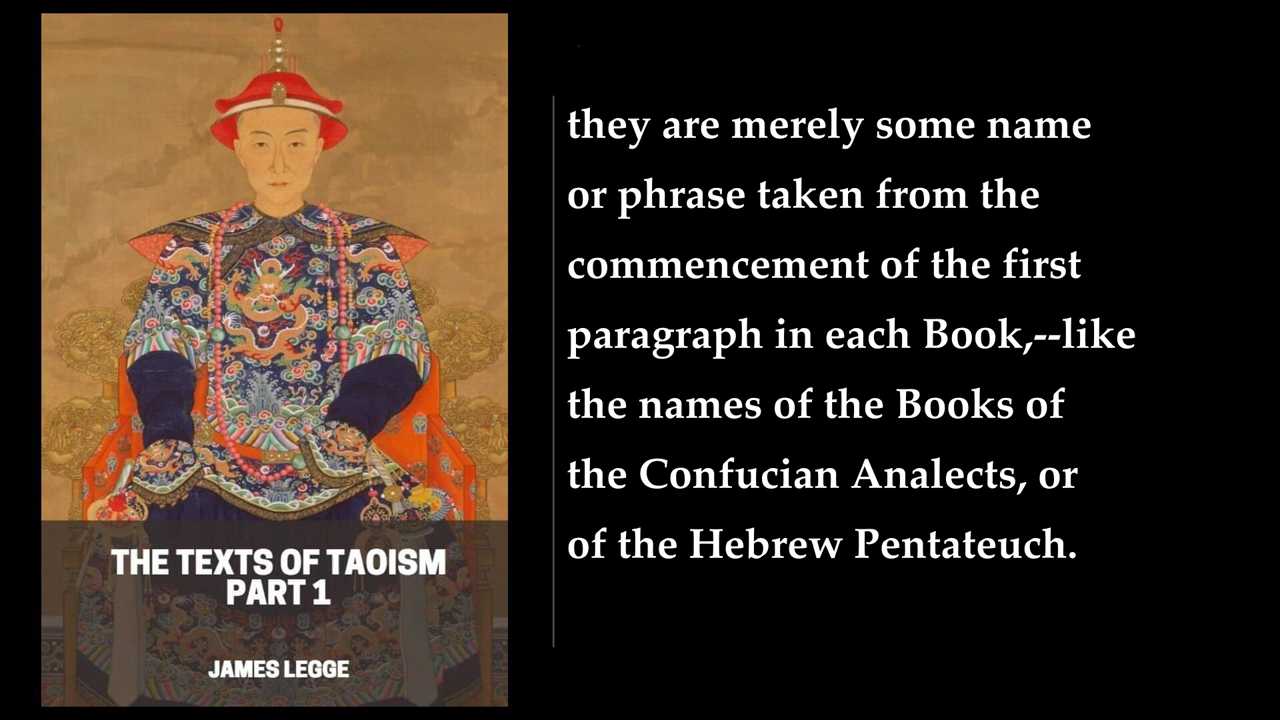 THE TEXTS OF TAOISM
PART 1
JAMES LEGGE
they are merely some name
or phrase taken from the
commencement of the first
paragraph in each Book,--like
the names of the Books of
the Confucian Analects, or
of the Hebrew Pentateuch.